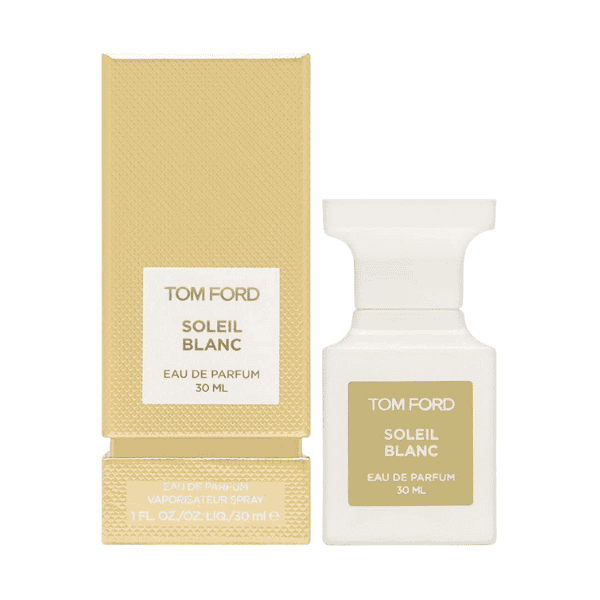 TOM FORD
SOLEIL
BLANC
EAU DE PARFUM
30 ML
EAU DE PARFUM
VAPORISATEUR SPRAY
1 FL. OZ./OZ. LIQ./30 ml ℮
TOM FORD
SOLEIL
BLANC
EAU DE PARFUM
30 ML